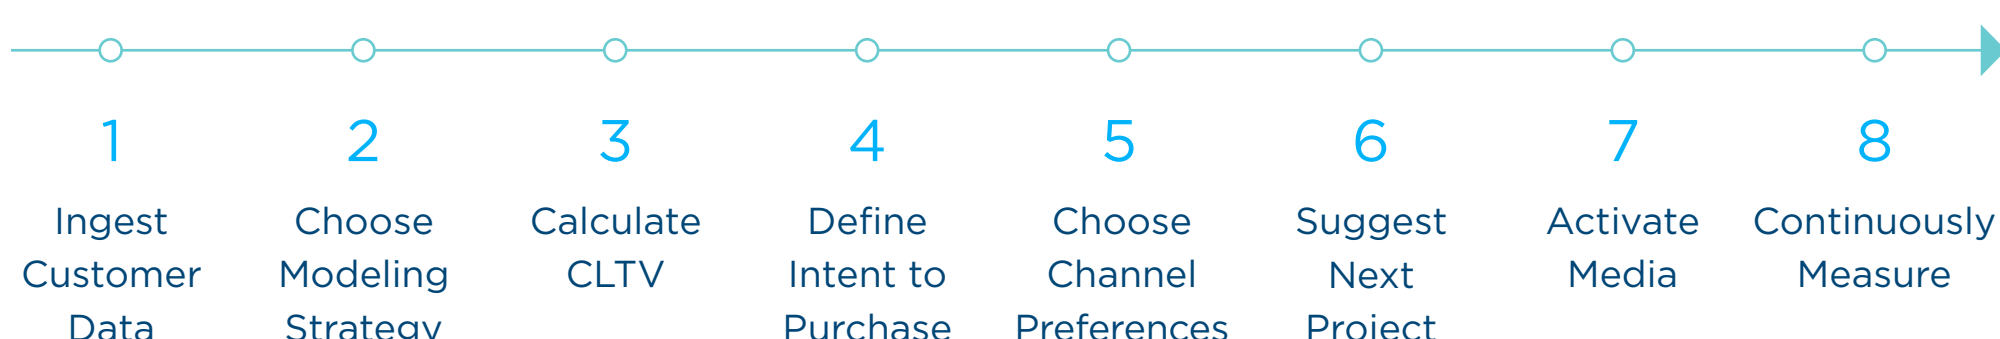 1
Ingest
Customer
Data
2
Choose
Modeling
Strategy
3
Calculate
CLTV
4
Define
Intent to
Purchase
5
Choose
Channel
Preferences
6
Suggest
Next
Project
7
Activate
Media
8
Continuously
Measure